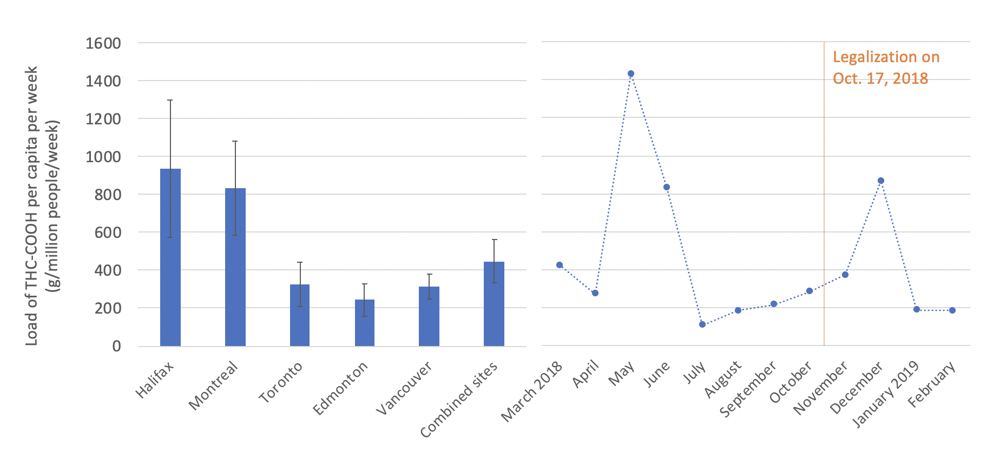 Load of THC-COOH per capita per week
(g/million people/week)
1600
1400
1200
1000
800
600
400
200
0
Halifax
Montreal
Toronto
Edmonton
Vancouver
Combined sites
Legalization on
Oct. 17, 2018
March 2018
April
May
June
July
August
September
October
November
December
January 2019
February